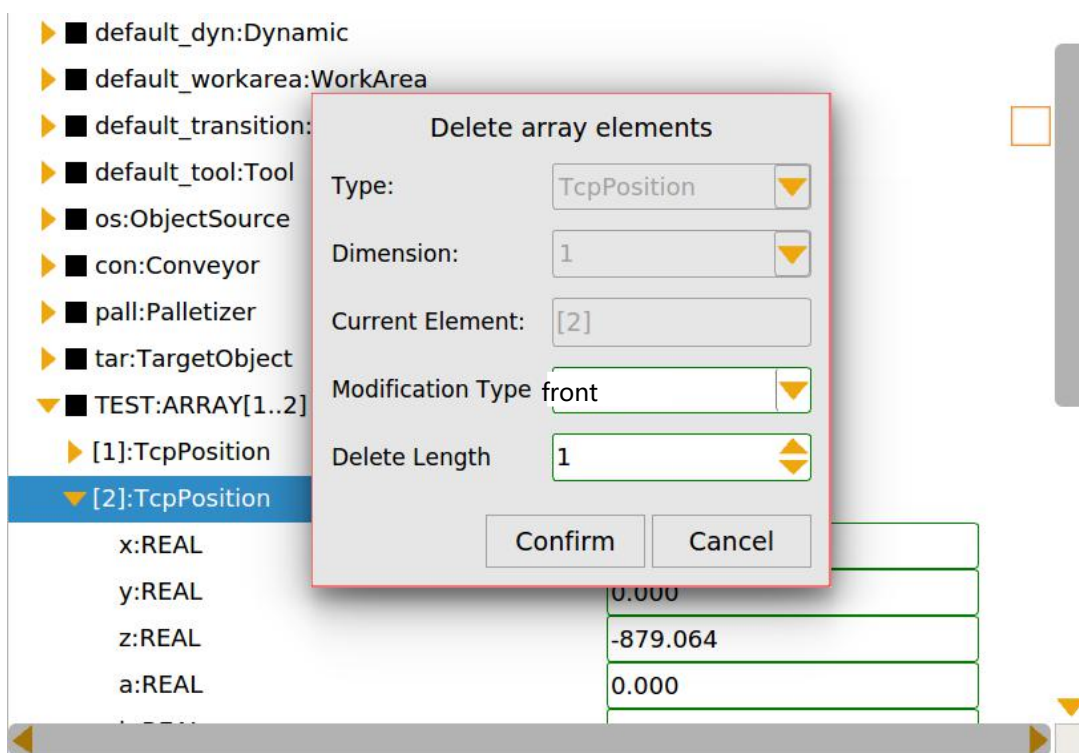 default_dyn:Dynamic
default_workarea:WorkArea
default_transition:
default_tool:Tool
os:ObjectSource
con:Conveyor
pall:Palletizer
tar:TargetObject
TEST:ARRAY[1..2]
[1]:TcpPosition
[2]:TcpPosition
x:REAL
y:REAL 0.000
z:REAL -879.064
a:REAL 0.000
Delete array elements
Type: TcpPosition
Dimension: 1
Current Element: [2]
Modification Type front
Delete Length 1
Confirm Cancel